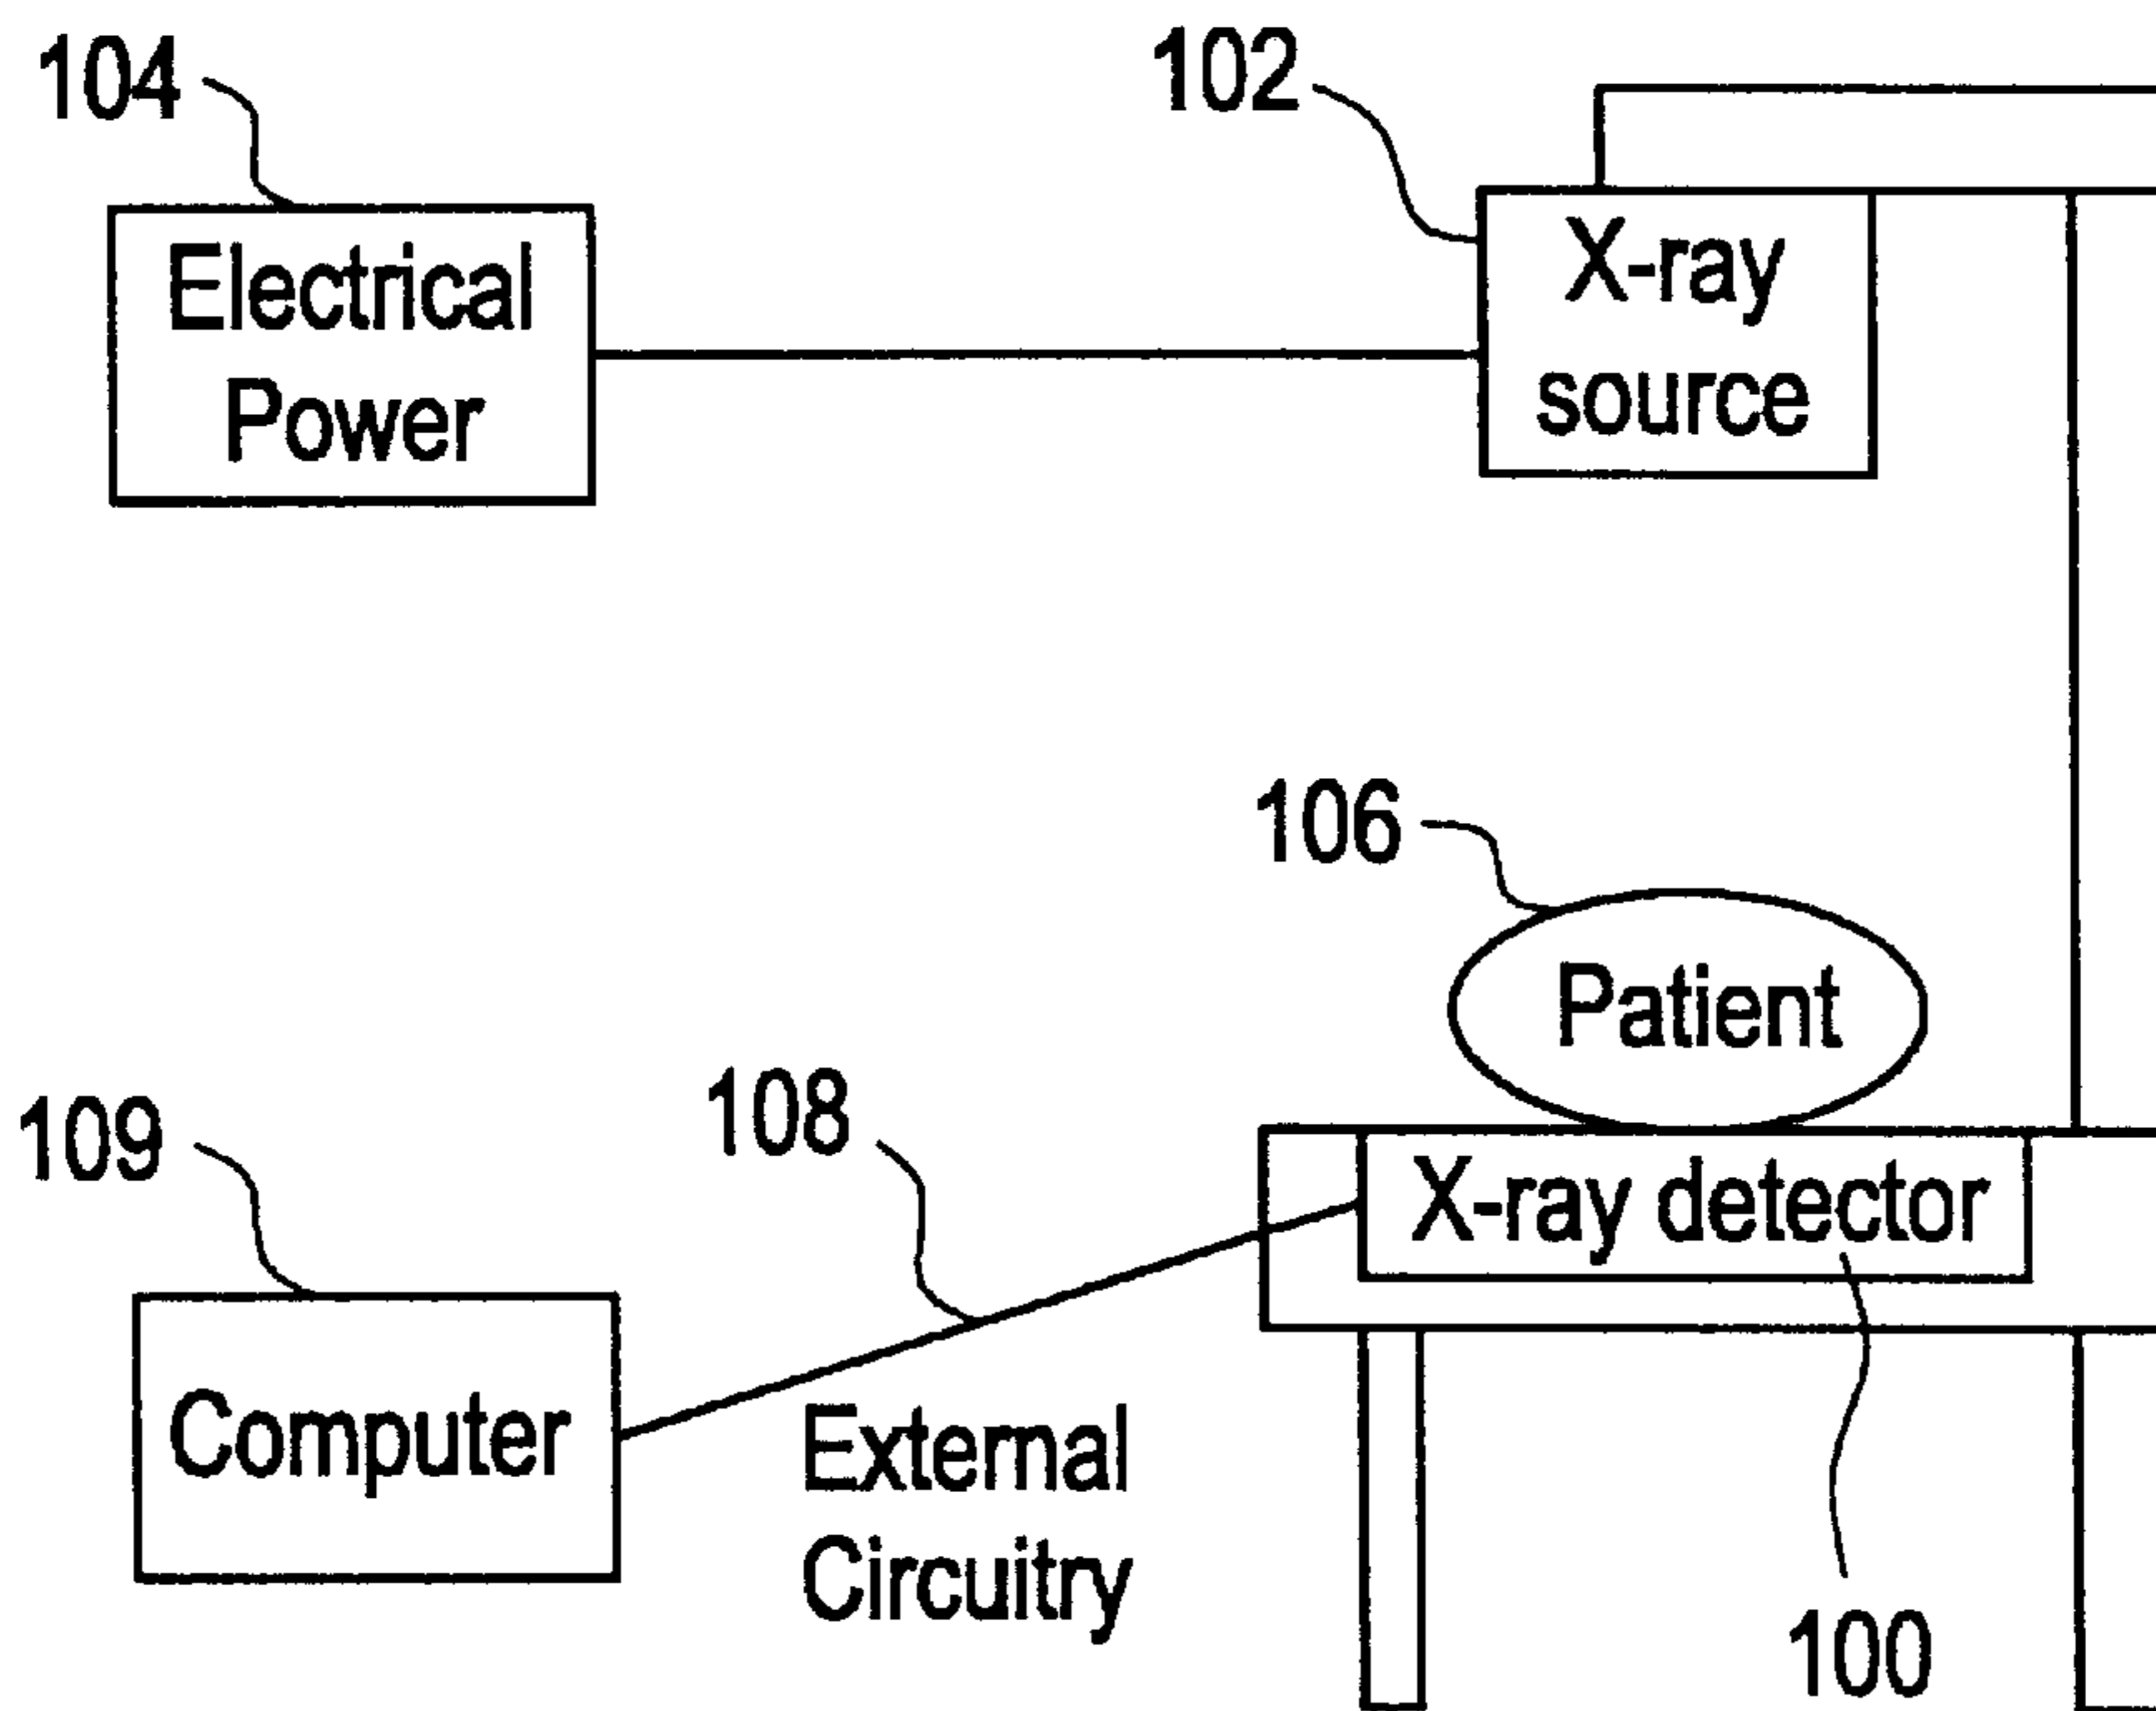 104
102
Electrical
Power
X-ray
source
106
Patient
109
108
X-ray detector
Computer
External
Circuitry
100